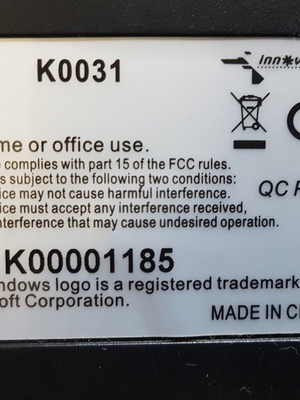 K0031
me or office use.
complies with part 15 of the FCC rules.
s subject to the following two conditions:
ice may not cause harmful interference.
ice must accept any interference received,
nterference that may cause undesired operation.
QC
K00001185
ndows logo is a registered trademark
oft Corporation.
MADE IN C